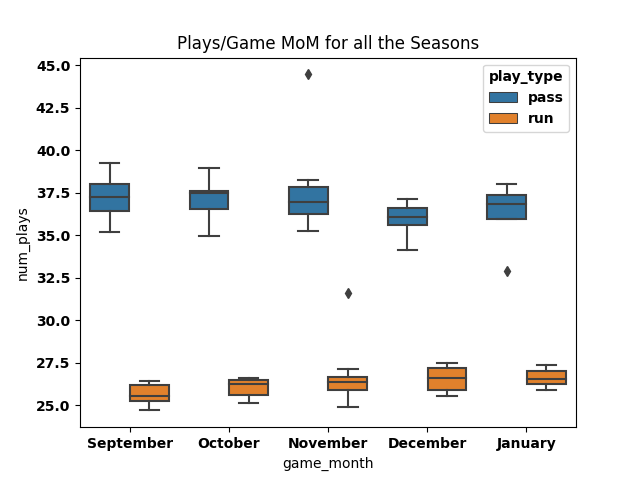 Plays/Game MoM for all the Seasons
45.0
42.5
40.0
37.5
35.0
32.5
30.0
27.5
25.0
num_plays
play_type
pass
run
September October November December January
game_month